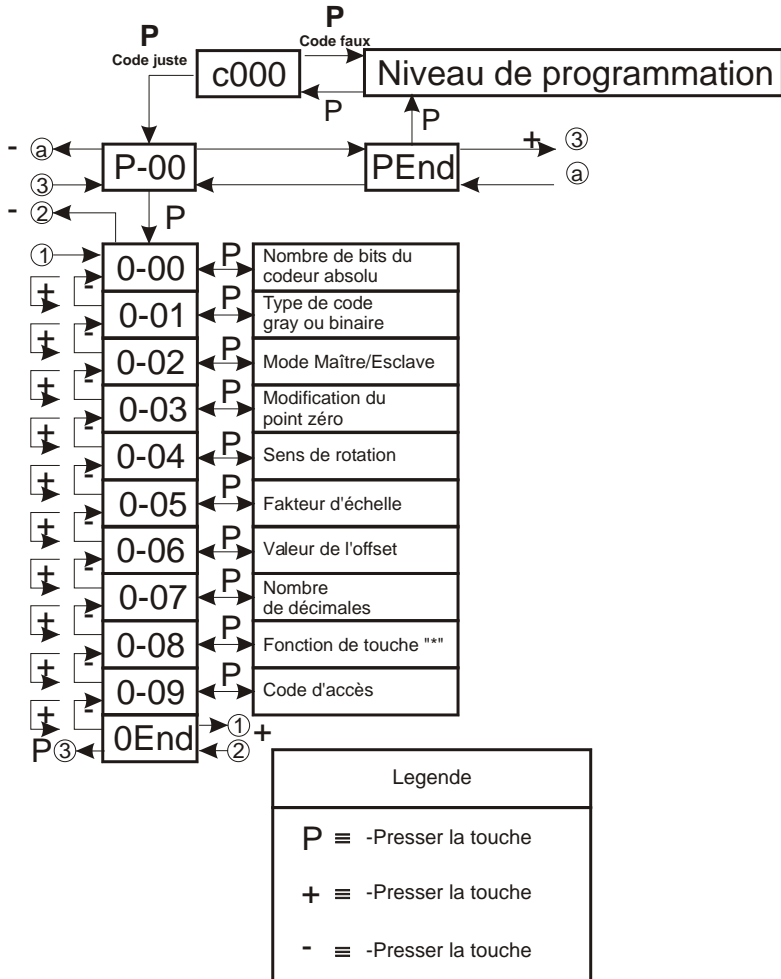 P
Code juste
P
Code faux
c000
Niveau de programmation
P
P
- a
P-00
PEnd
+ 3
3
a
P
- 2
1
0-00
P
Nombre de bits du
codeur absolu
+ -
0-01
P
Type de code
gray ou binaire
+ -
0-02
P
Mode Maître/Esclave
+ -
0-03
P
Modification du
point zéro
+ -
0-04
P
Sens de rotation
+ -
0-05
P
Fakteur d'échelle
+ -
0-06
P
Valeur de l'offset
+ -
0-07
P
Nombre
de décimales
+ -
0-08
P
Fonction de touche "*"
+ -
0-09
P
Code d'accès
+ -
0End
1 +
P 3
2
Legende
P ≡ -Presser la touche
+ ≡ -Presser la touche
- ≡ -Presser la touche